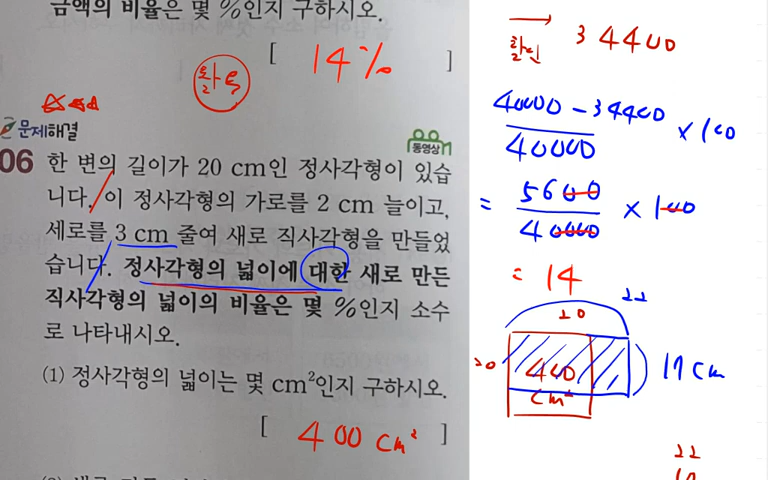 금액의 비율은 몇 %인지 구하시오.
[ 14% ]
확인
문제해결
동영상
06 한 변의 길이가 20 cm인 정사각형이 있습
니다. 이 정사각형의 가로를 2 cm 늘이고,
세로를 3 cm 줄여 새로 직사각형을 만들었
습니다. 정사각형의 넓이에 대한 새로 만든
직사각형의 넓이의 비율은 몇 %인지 소수
로 나타내시오.
(1) 정사각형의 넓이는 몇 cm²인지 구하시오.
[ 400 cm² ]
할인 34400
40000 - 34400
40000
× 100
= 5600
40000
× 100
= 14
22
20
20
400
cm²
17 cm
22